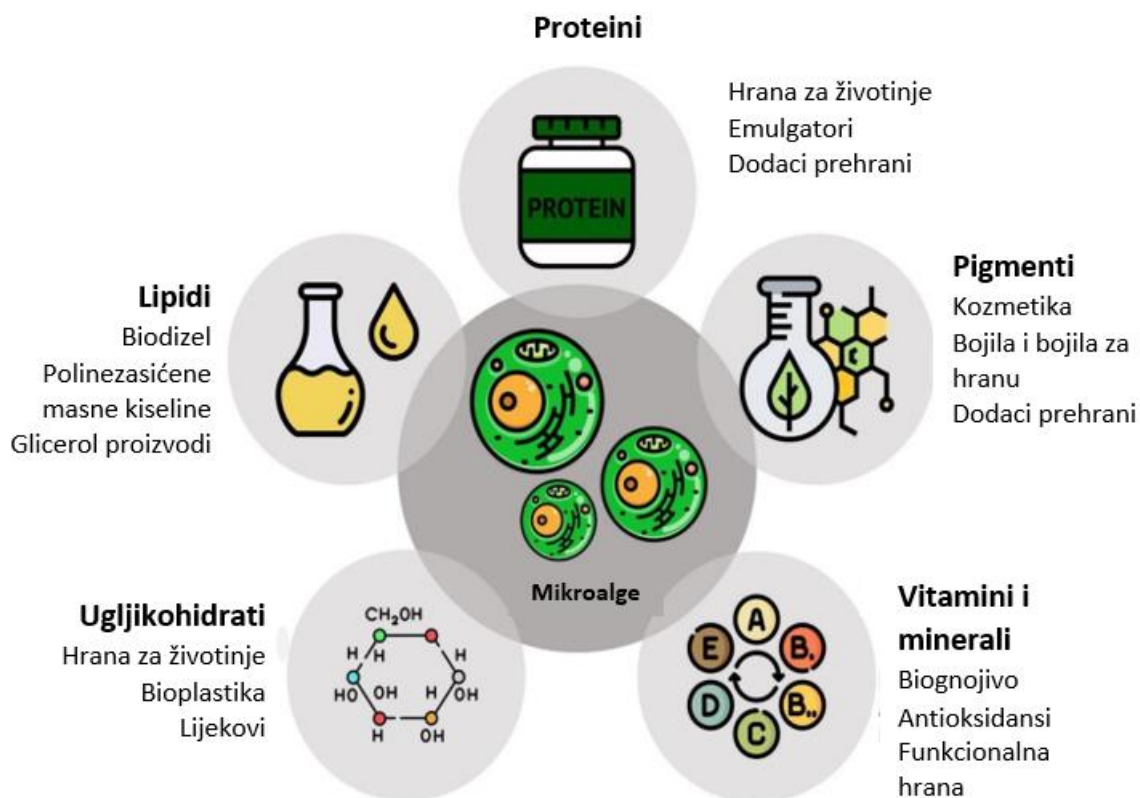 Proteini
Hrana za životinje
Emulgatori
Dodaci prehrani
PROTEIN
Lipidi
Biodizel
Polinezasićene
masne kiseline
Glicerol proizvodi
Pigmenti
Kozmetika
Bojila i bojila za
hranu
Dodaci prehrani
Mikroalge
Ugljikohidrati
Hrana za životinje
Bioplastika
Lijekovi
CH₂OH
H
H
H
HO
OH
H
OH
H
OH
Vitamini i
minerali
Biognojivo
Antioksidansi
Funkcionalna
hrana
A
E
B
D
B
C